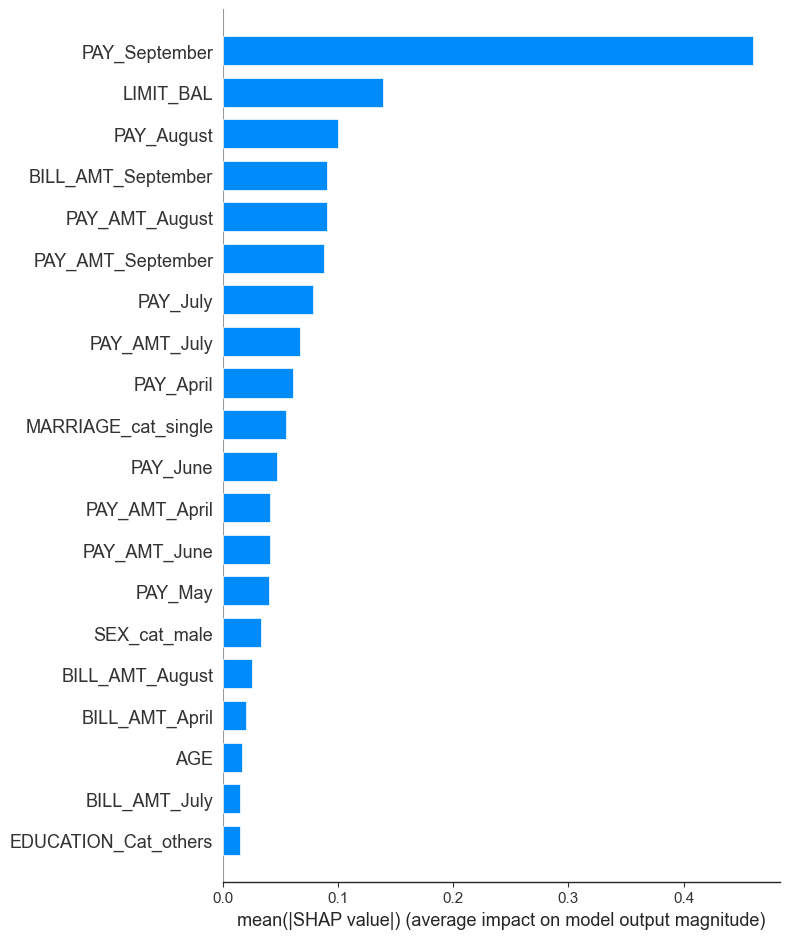 PAY_September
LIMIT_BAL
PAY_August
BILL_AMT_September
PAY_AMT_August
PAY_AMT_September
PAY_July
PAY_AMT_July
PAY_April
MARRIAGE_cat_single
PAY_June
PAY_AMT_April
PAY_AMT_June
PAY_May
SEX_cat_male
BILL_AMT_August
BILL_AMT_April
AGE
BILL_AMT_July
EDUCATION_Cat_others
0.0 0.1 0.2 0.3 0.4
mean(|SHAP value|) (average impact on model output magnitude)